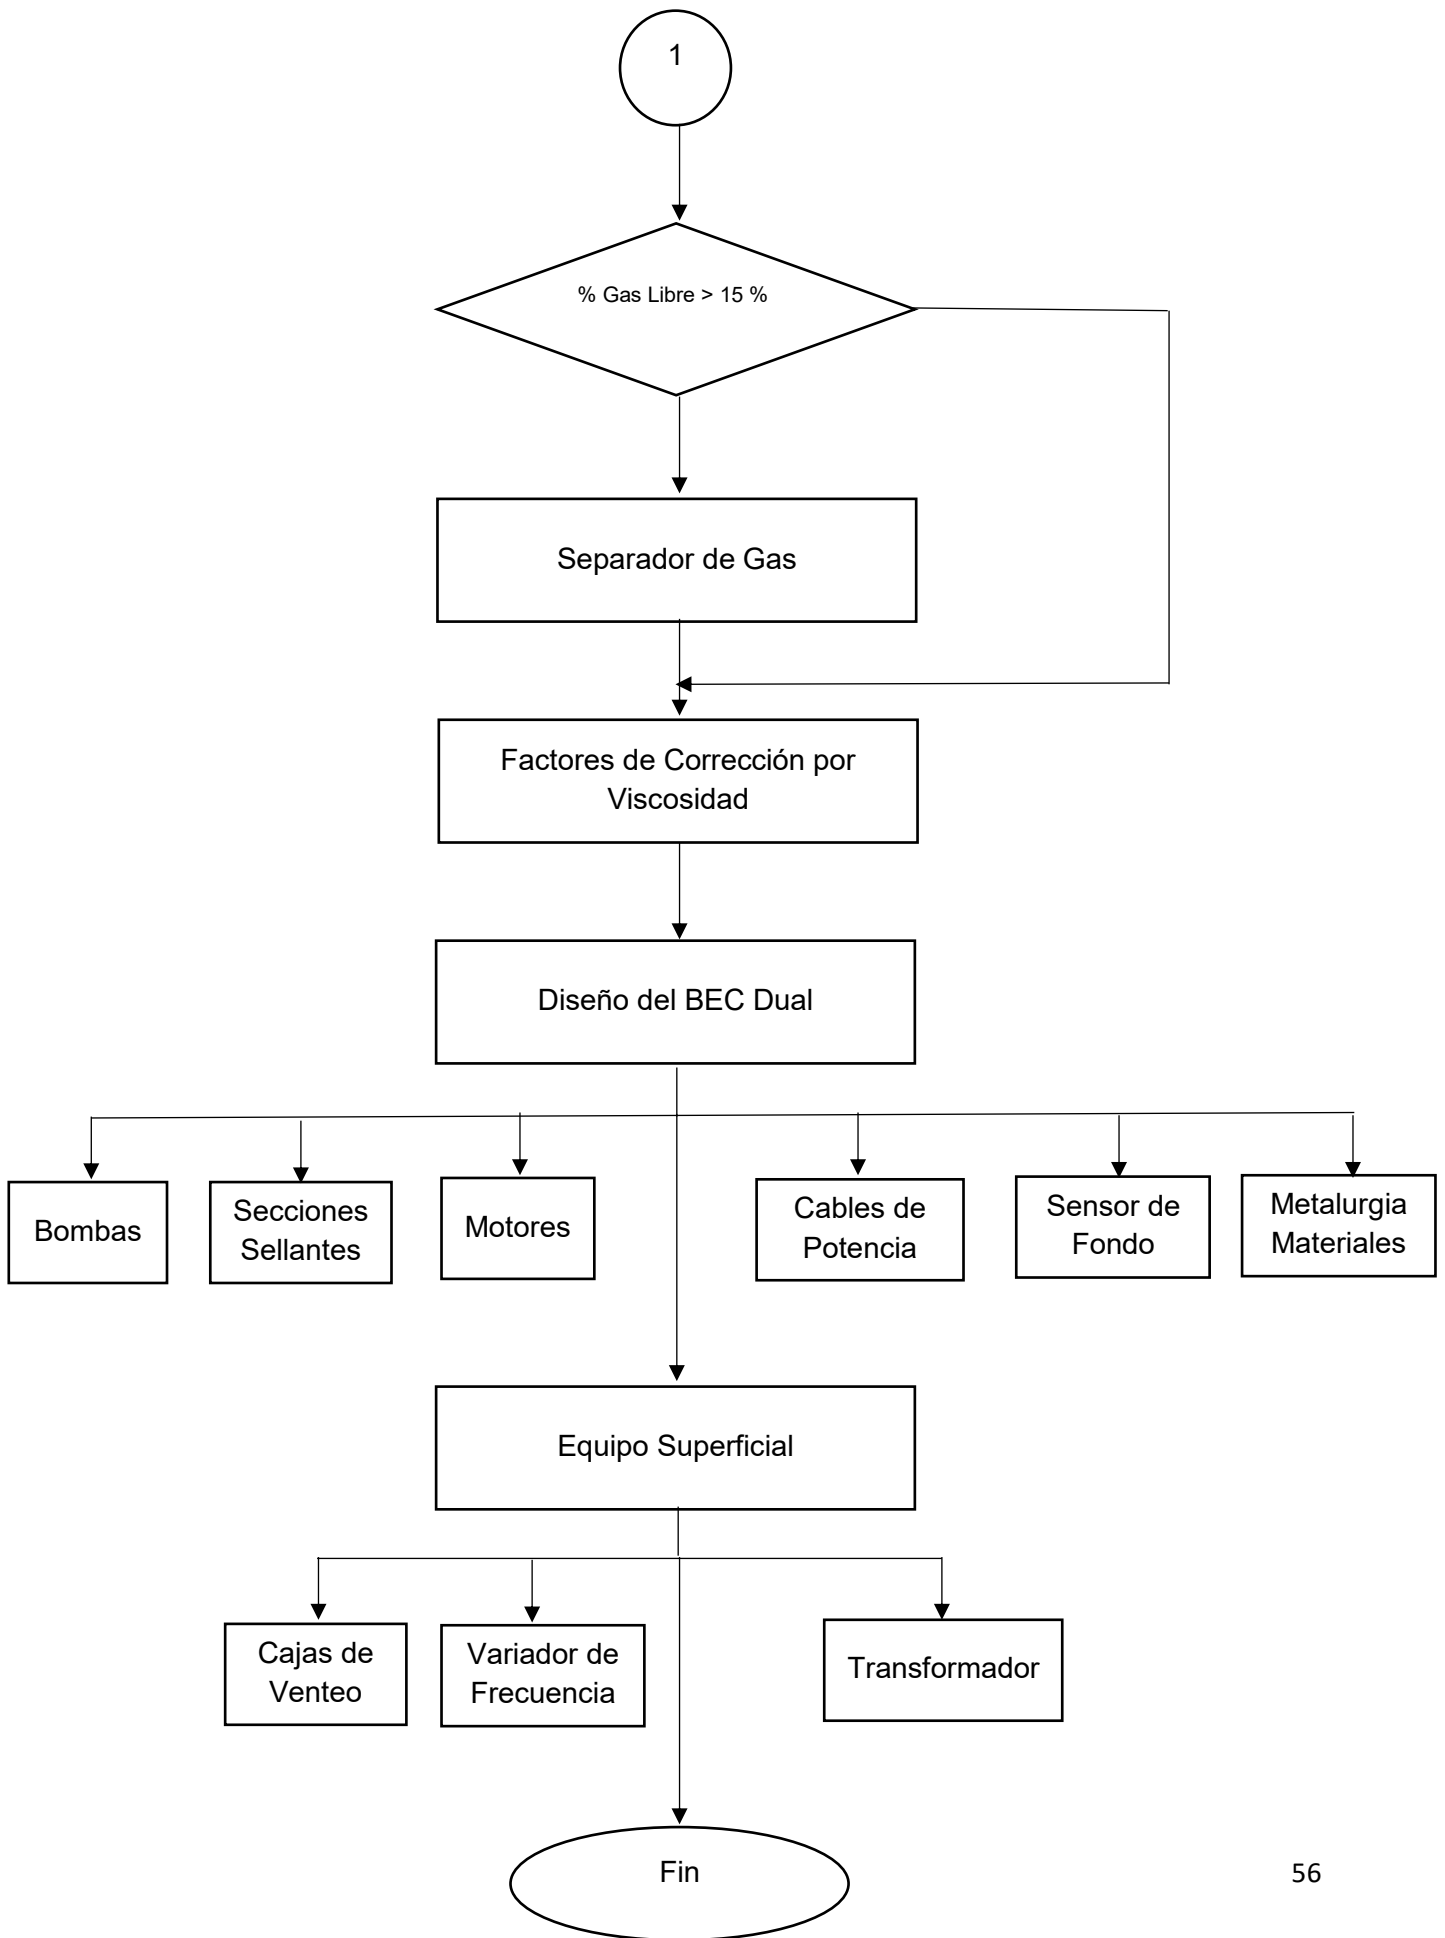 1
% Gas Libre > 15 %
Separador de Gas
Factores de Corrección por
Viscosidad
Diseño del BEC Dual
Bombas
Secciones
Sellantes
Motores
Cables de
Potencia
Sensor de
Fondo
Metalurgia
Materiales
Equipo Superficial
Cajas de
Venteo
Variador de
Frecuencia
Transformador
Fin
56